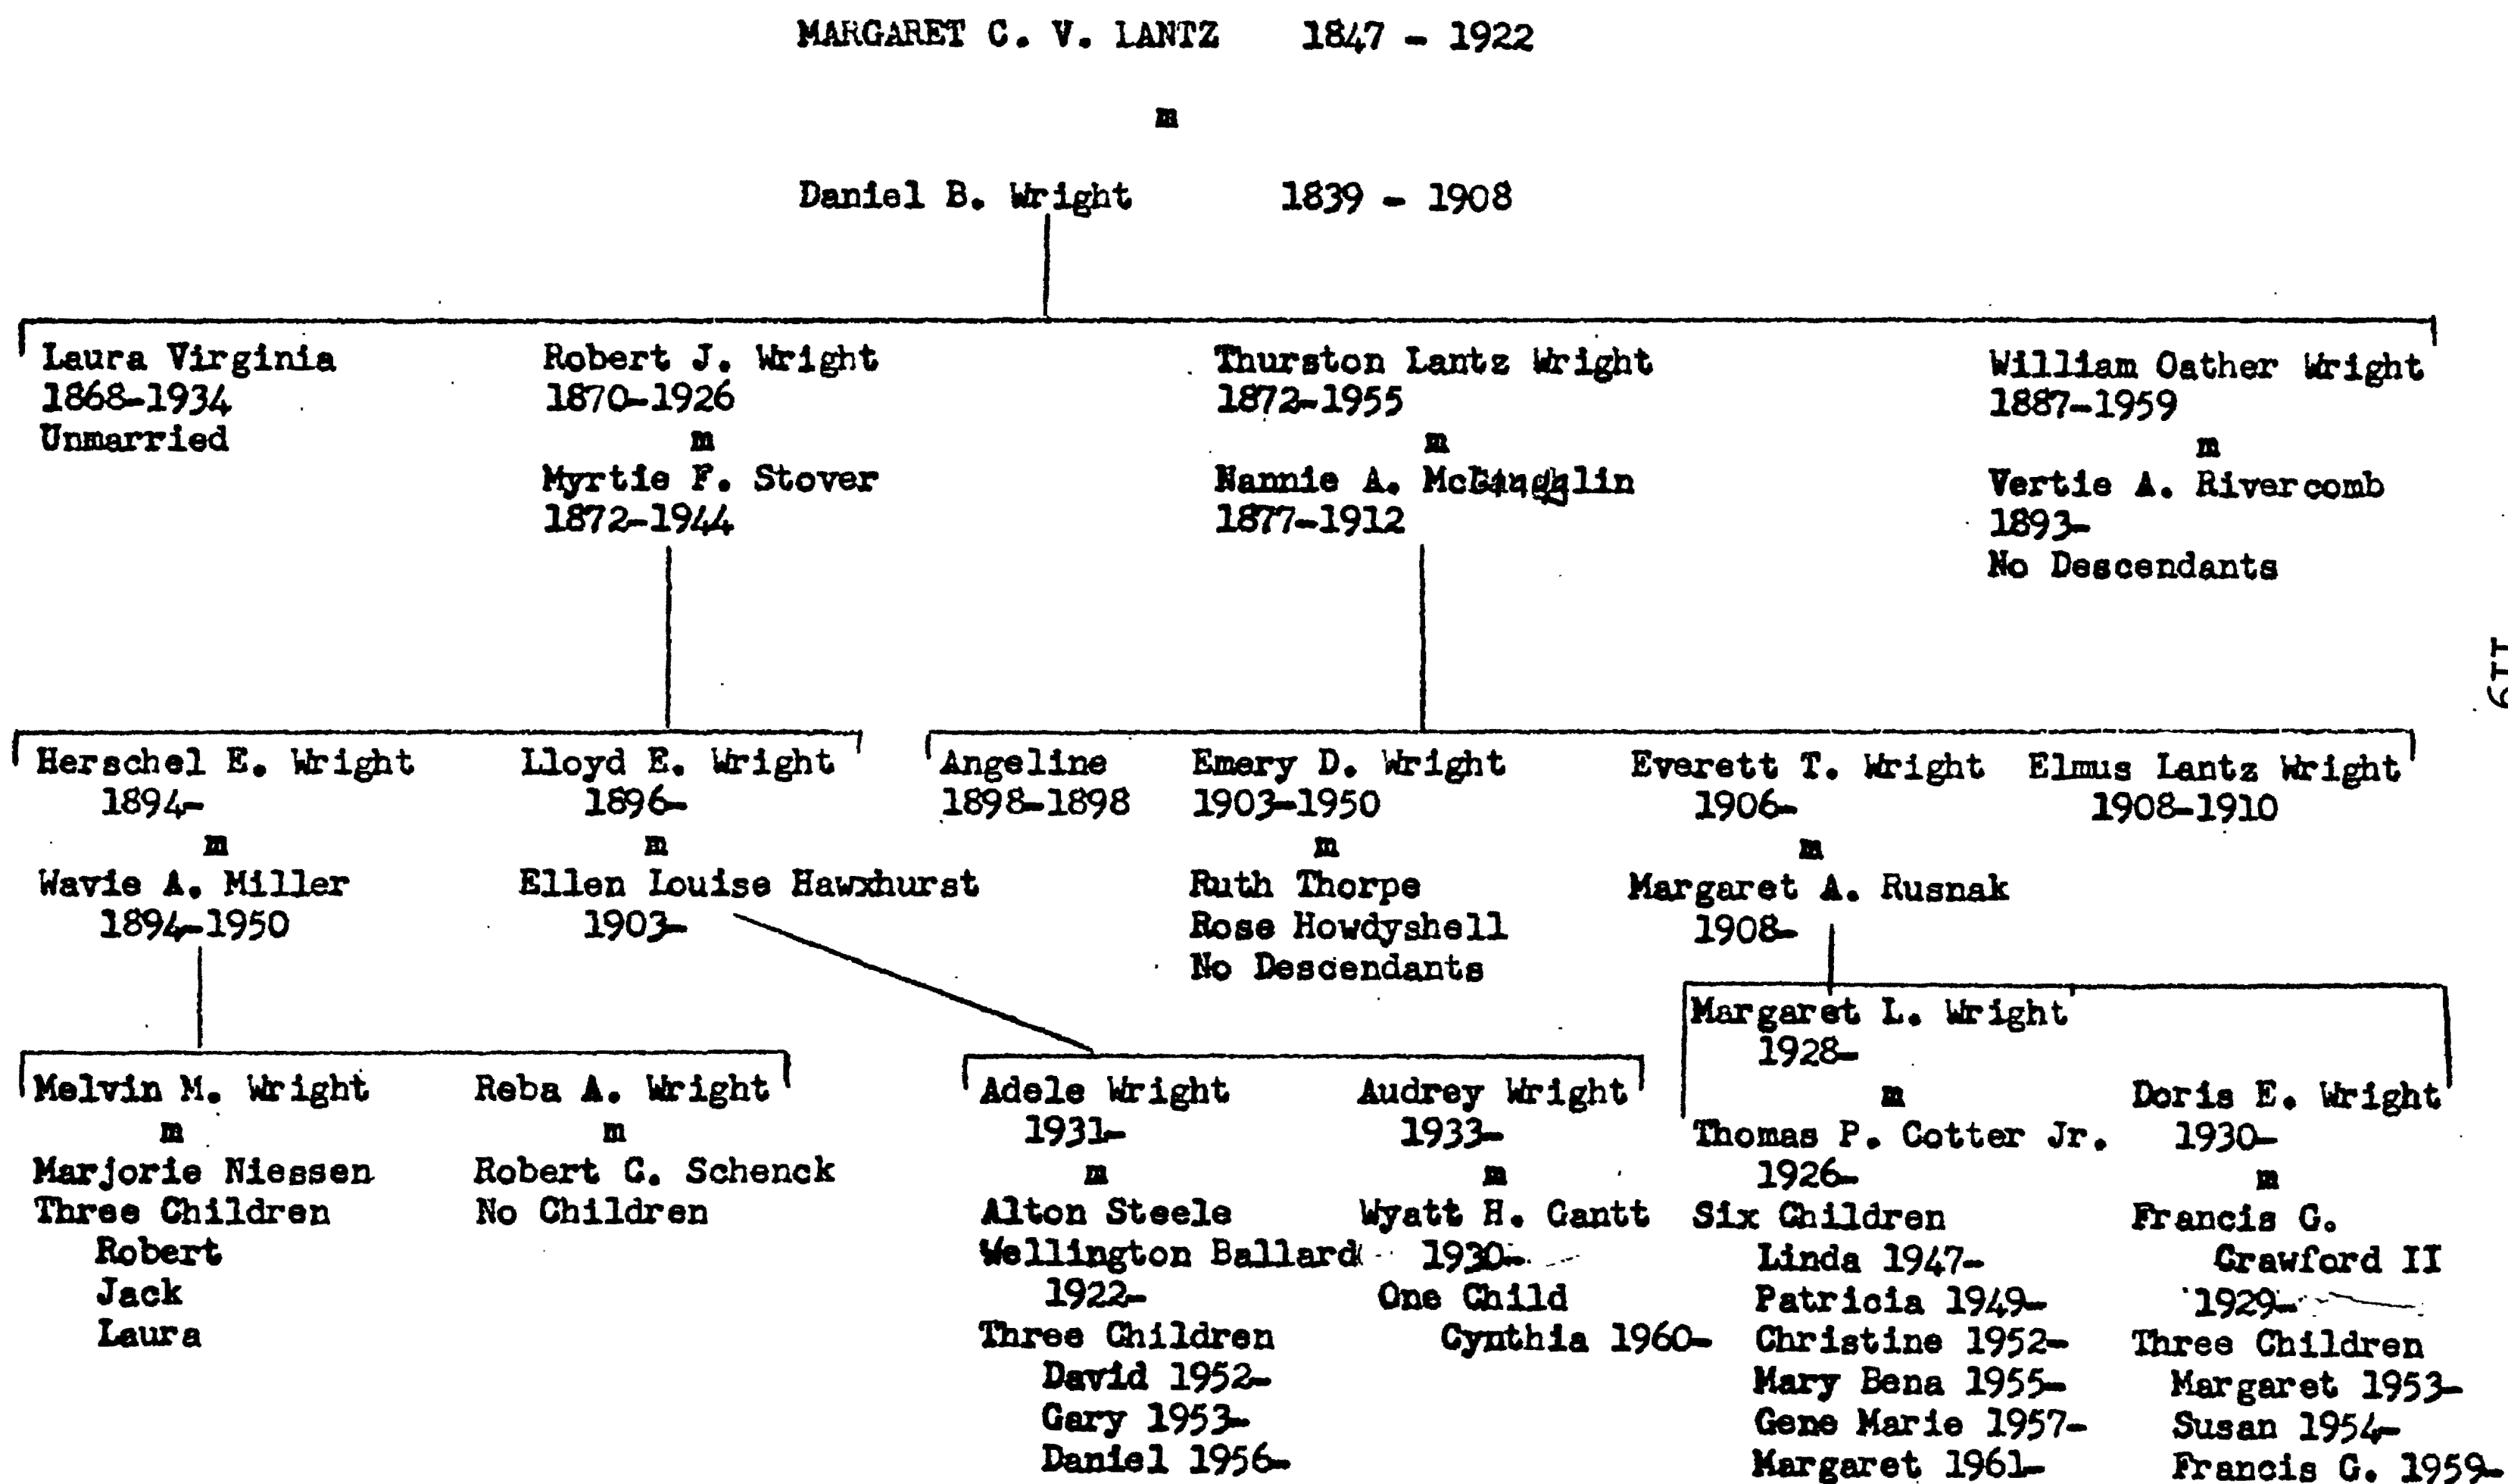 MARGARET C. V. LANTZ 1847 - 1922
m
Daniel B. Wright 1839 - 1908
Laura Virginia
1868-1934
Unmarried
Robert J. Wright
1870-1926
m
Myrtie F. Stover
1872-1944
Thurston Lantz Wright
1872-1955
m
Nannie A.
1877-1912
William Oather Wright
1887-1959
m
Vertie A. Rivercomb
1893-
No Descendants
119
Herschel E. Wright
1894-
m
Wavie A. Miller
1894-1950
Lloyd E. Wright
1896-
m
Ellen Louise Hawxhurst
1903-
Angeline
1898-1898
Emery D. Wright
1903-1950
m
Ruth Thorpe
Rose Howdyshell
No Descendants
Everett T. Wright
1906-
m
Margaret A. Rusnak
1908-
Elmus Lantz Wright
1908-1910
Melvin M. Wright
m
Marjorie Niessen
Three Children
Robert
Jack
Laura
Reba A. Wright
m
Robert C. Schenck
No Children
Adele Wright
1931-
m
Alton Steele
Wellington Ballard
1922-
Three Children
David 1952-
Gary 1953-
Daniel 1956-
Audrey Wright
1933-
m
Wyatt H. Gantt
1930-
One Child
Cynthia 1960-
Margaret L. Wright
1928-
m
Thomas P. Cotter Jr.
1926-
Six Children
Linda 1947-
Patricia 1949-
Christine 1952-
Mary Bena 1955-
Gene Marie 1957-
Margaret 1961-
Doris E. Wright
1930-
m
Francis G.
Crawford II
1929-
Three Children
Margaret 1953-
Susan 1954-
Francis G. 1959-